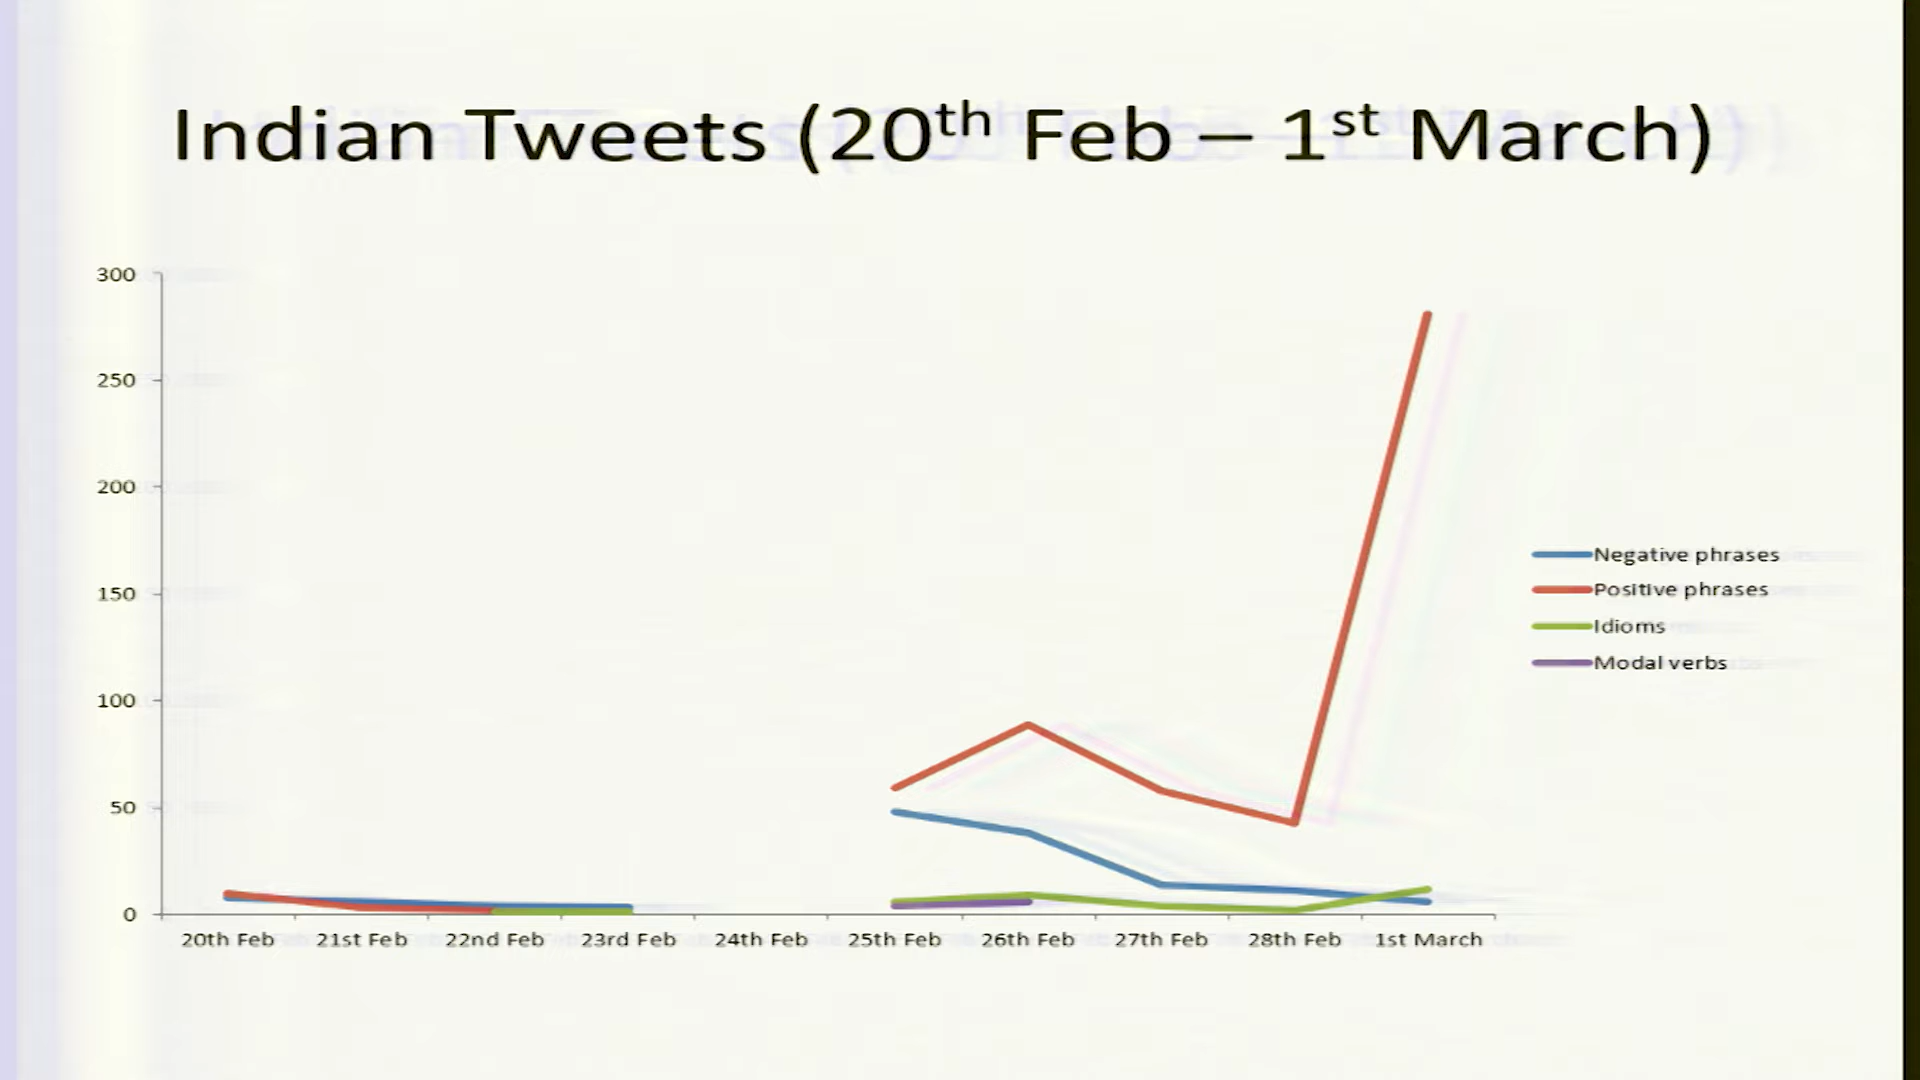 Indian Tweets (20th Feb – 1st March)
300
250
200
150
100
50
0
20th Feb 21st Feb 22nd Feb 23rd Feb 24th Feb 25th Feb 26th Feb 27th Feb 28th Feb 1st March
Negative phrases
Positive phrases
Idioms
Modal verbs